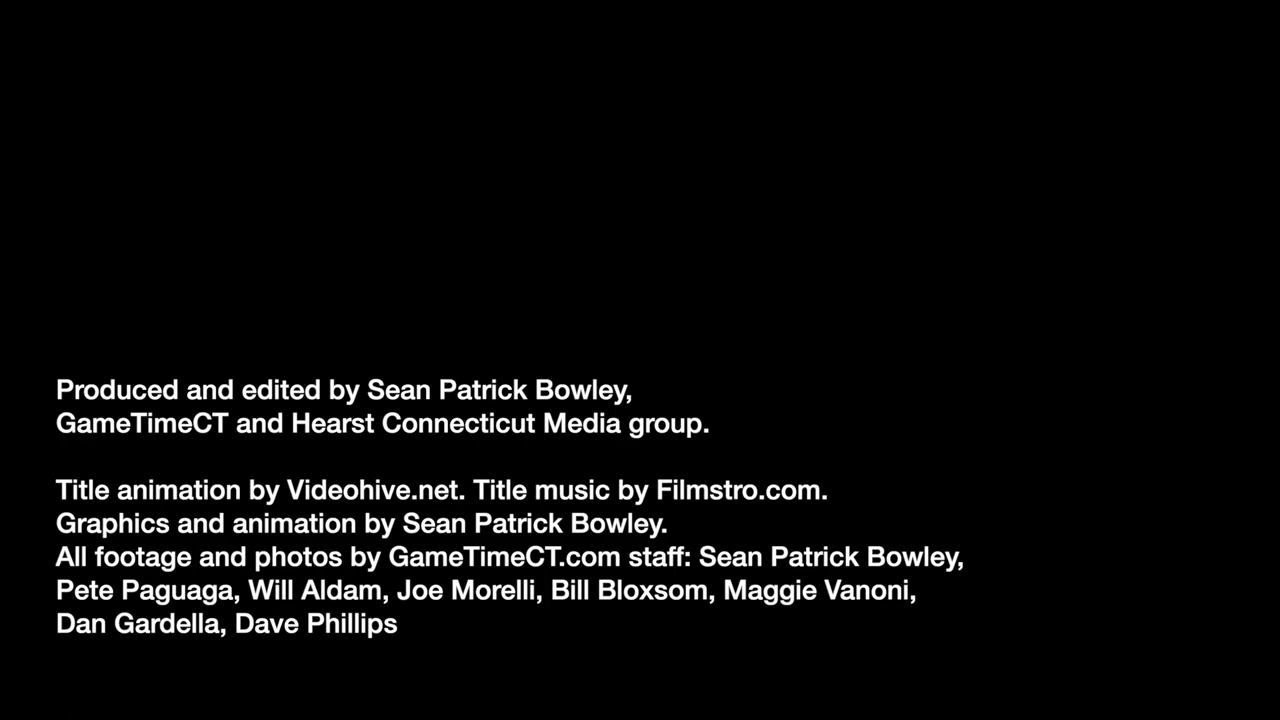 Produced and edited by Sean Patrick Bowley,
GameTimeCT and Hearst Connecticut Media group.
Title animation by Videohive.net. Title music by Filmstro.com.
Graphics and animation by Sean Patrick Bowley.
All footage and photos by GameTimeCT.com staff: Sean Patrick Bowley,
Pete Paguaga, Will Aldam, Joe Morelli, Bill Bloxsom, Maggie Vanoni,
Dan Gardella, Dave Phillips